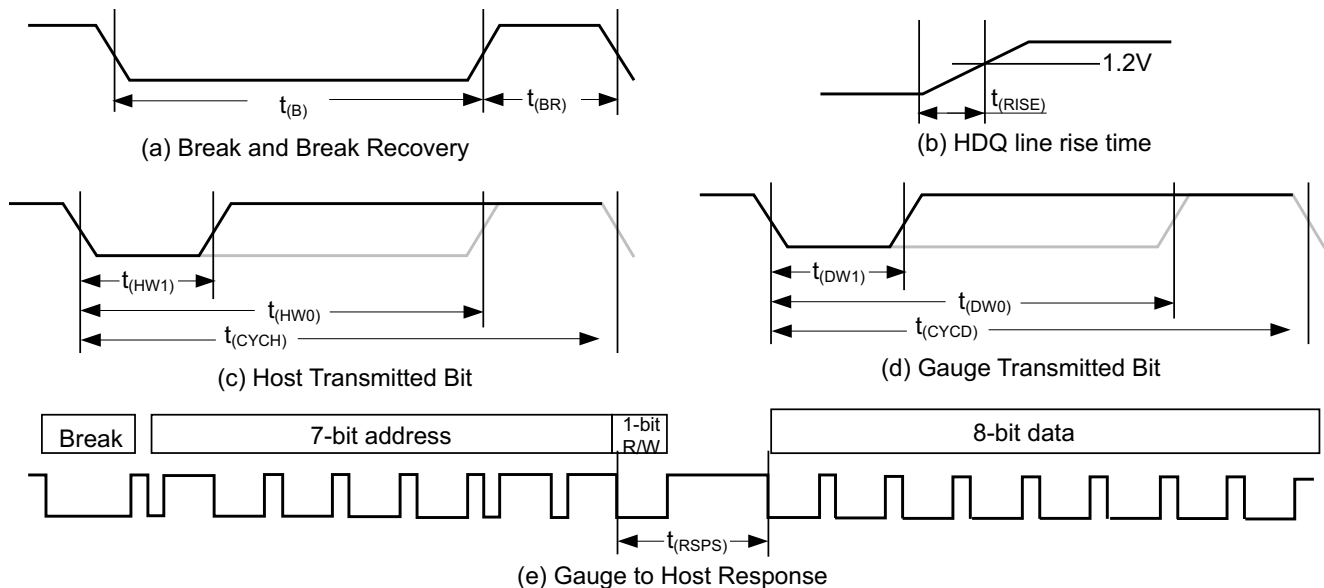 t(B)
t(BR)
(a) Break and Break Recovery
1.2V
t(RISE)
(b) HDQ line rise time
t(HW1)
t(HW0)
t(CYCH)
(c) Host Transmitted Bit
t(DW1)
t(DW0)
t(CYCD)
(d) Gauge Transmitted Bit
Break
7-bit address
1-bit
R/W
8-bit data
t(RSPS)
(e) Gauge to Host Response